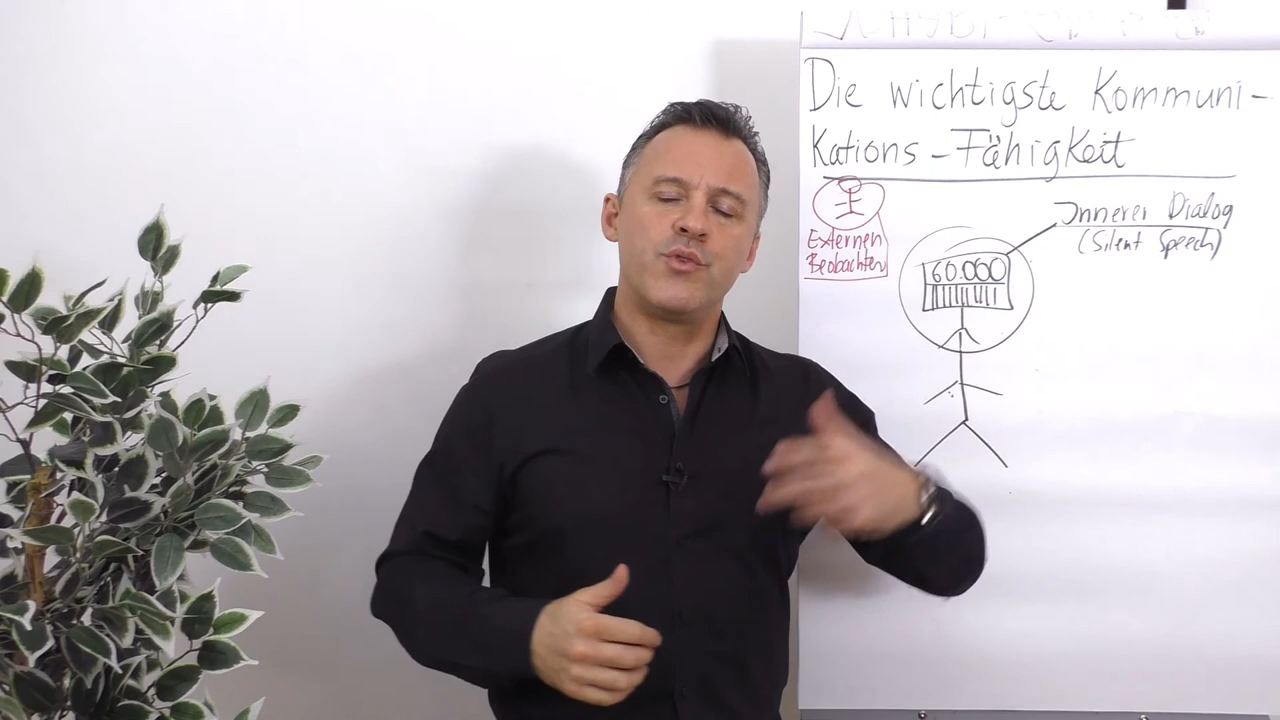 Die wichtigste Kommuni-
Kations-Fähigkeit
Externen
Beobachter
60.000
Innerer Dialog
(Silent Speech)